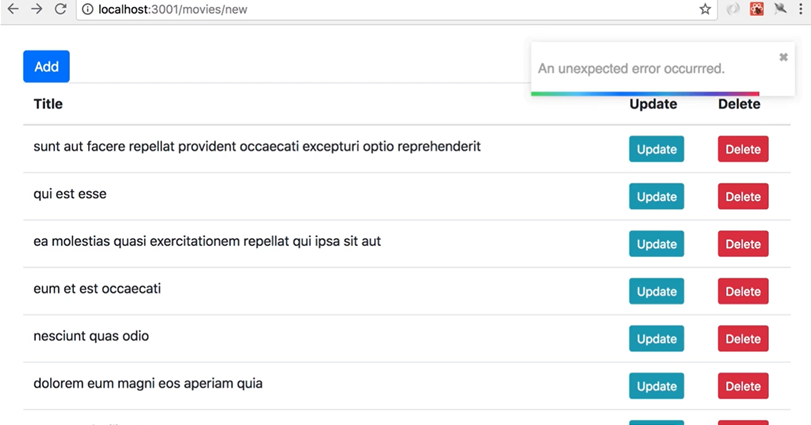 localhost:3001/movies/new
Add
An unexpected error occurrred.
Title Update Delete
sunt aut facere repellat provident occaecati excepturi optio reprehenderit Update Delete
qui est esse Update Delete
ea molestias quasi exercitationem repellat qui ipsa sit aut Update Delete
eum et est occaecati Update Delete
nesciunt quas odio Update Delete
dolorem eum magni eos aperiam quia Update Delete